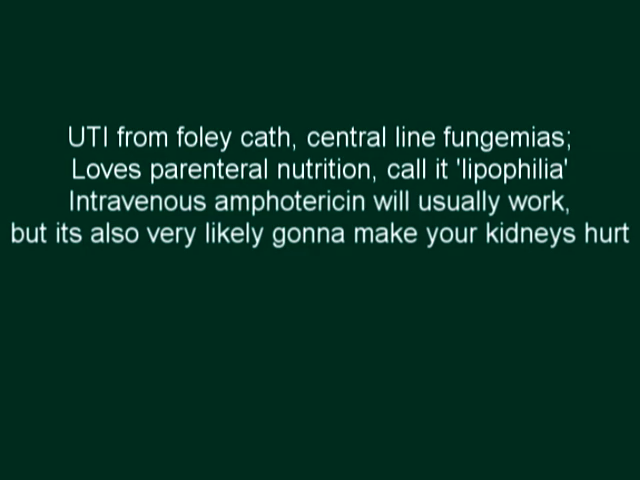 UTI from foley cath, central line fungemias;
Loves parenteral nutrition, call it 'lipophilia'
Intravenous amphotericin will usually work,
but its also very likely gonna make your kidneys hurt